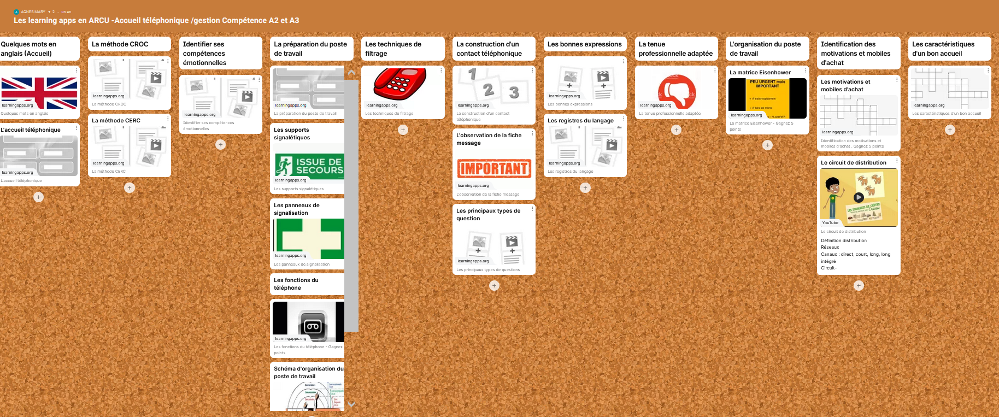 AGNES MARY + 2 · un an
Les learning apps en ARCU -Accueil téléphonique /gestion Compétence A2 et A3
Quelques mots en
anglais (Accueil)
learningapps.org
Quelques mots en anglais
L'accueil téléphonique
learningapps.org
L'accueil téléphonique
La méthode CROC
learningapps.org
La méthode CROC
La méthode CERC
learningapps.org
La méthode CERC
Identifier ses
compétences
émotionnelles
learningapps.org
Identifier ses compétences
émotionnelles
La préparation du poste
de travail
learningapps.org
La préparation du poste de travail
Les supports
signalétiques
ISSUE DE
SECOURS
learningapps.org
Les supports signalétiques
Les panneaux de
signalisation
learningapps.org
Les panneaux de signalisation
Les fonctions du
téléphone
learningapps.org
Les fonctions du téléphone - Gagnez
points
Schéma d'organisation du
poste de travail
Les techniques de
filtrage
learningapps.org
Les techniques de filtrage
La construction d'un
contact téléphonique
1
2
3
learningapps.org
La construction d'un contact
téléphonique
L'observation de la fiche
message
IMPORTANT
learningapps.org
L'observation de la fiche message
Les principaux types de
question
learningapps.org
Les principaux types de questions
Les bonnes expressions
learningapps.org
Les bonnes expressions
Les registres du langage
learningapps.org
Les registres du langage
La tenue
professionnelle adaptée
learningapps.org
La tenue professionnelle adaptée
L'organisation du poste
de travail
La matrice Eisenhower
PEU URGENT mais
IMPORTANT
A traiter rapidement
A faire soi même
: PLANIFIER
learningapps.org
La matrice Eisenhower - Gagnez 5
points
Identification des
motivations et mobiles
d'achat
Les motivations et
mobiles d'achat
learningapps.org
Identification des motivations et
mobiles d'achat . Gagnez 5 points
Le circuit de distribution
LES FROMAGES DE CHÈVRE
YouTube
Le circuit de distribution
Définition distribution
Réseaux
Canaux : direct, court, long, long
intégré
Circuit-
Les caractéristiques
d'un bon accueil
learningapps.org
Les caractéristiques d'un bon accueil